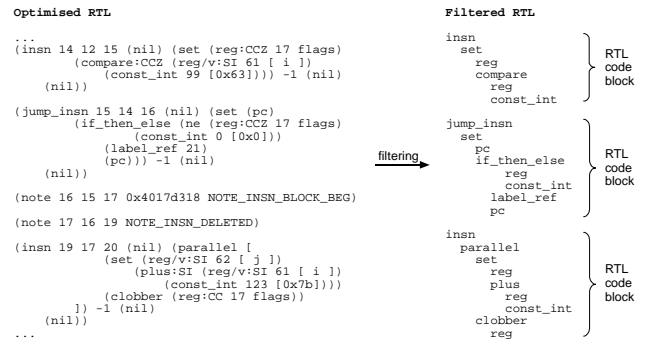 Optimised RTL
...
(insn 14 12 15 (nil) (set (reg:CCZ 17 flags)
        (compare:CCZ (reg/v:SI 61 [ i ])
            (const_int 99 [0x63]))) -1 (nil)
    (nil))
(jump_insn 15 14 16 (nil) (set (pc)
        (if_then_else (ne (reg:CCZ 17 flags)
                (const_int 0 [0x0]))
            (label_ref 21)
            (pc))) -1 (nil)
    (nil))
(note 16 15 17 0x4017d318 NOTE_INSN_BLOCK_BEG)
(note 17 16 19 NOTE_INSN_DELETED)
(insn 19 17 20 (nil) (parallel [
            (set (reg/v:SI 62 [ j ])
                (plus:SI (reg/v:SI 61 [ i ])
                    (const_int 123 [0x7b])))
            (clobber (reg:CC 17 flags))
        ]) -1 (nil)
    (nil))
...
filtering
Filtered RTL
insn
  set
    reg
    compare
      reg
      const_int
RTL
code
block
jump_insn
  set
    pc
    if_then_else
        reg
        const_int
      label_ref
      pc
RTL
code
block
insn
  parallel
    set
      reg
      plus
        reg
        const_int
    clobber
      reg
RTL
code
block